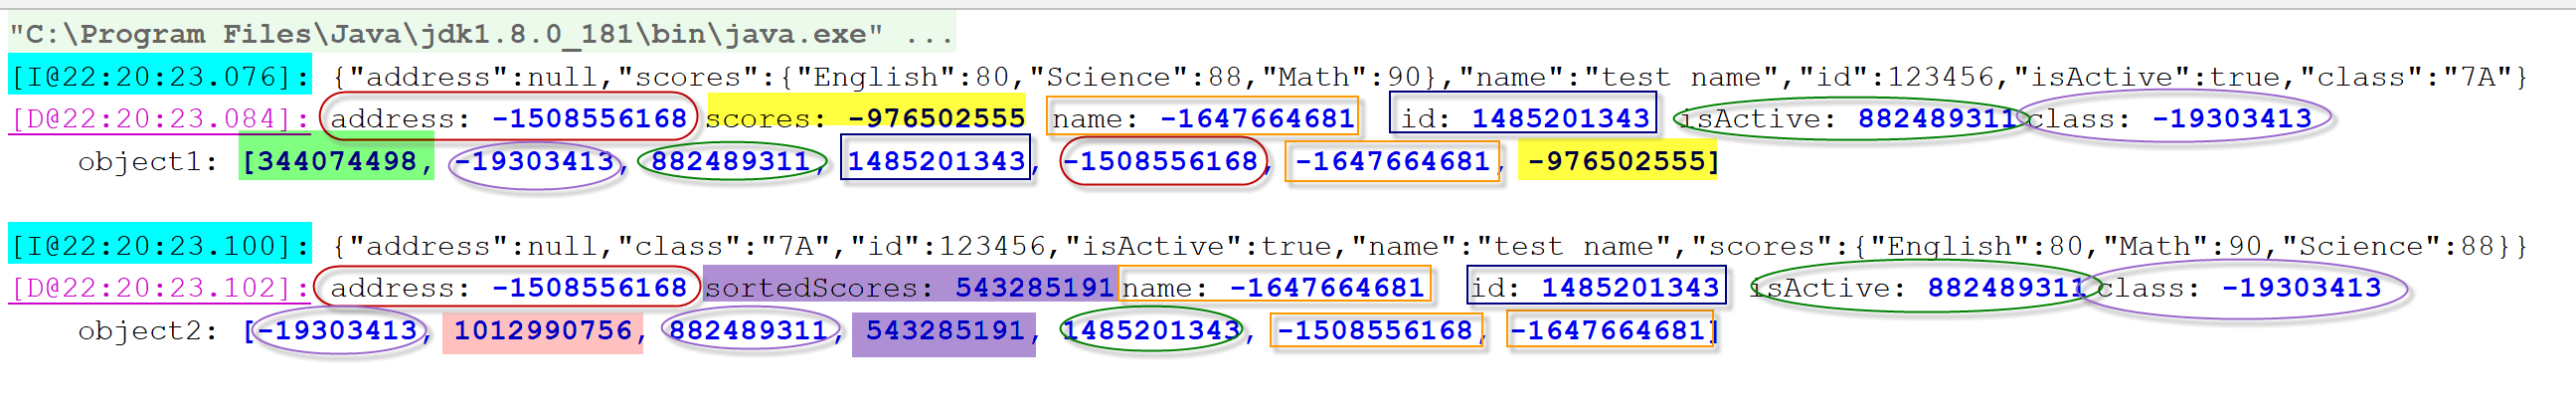 "C:\Program Files\Java\jdk1.8.0_181\bin\java.exe" ...
[I@22:20:23.076]: {"address":null,"scores":{"English":80,"Science":88,"Math":90},"name":"test name","id":123456,"isActive":true,"class":"7A"}
[D@22:20:23.084]: address: -1508556168 scores: -976502555 name: -1647664681 id: 1485201343 isActive: 882489311 class: -19303413
object1: [344074498, -19303413, 882489311, 1485201343, -1508556168, -1647664681, -976502555]
[I@22:20:23.100]: {"address":null,"class":"7A","id":123456,"isActive":true,"name":"test name","scores":{"English":80,"Math":90,"Science":88}}
[D@22:20:23.102]: address: -1508556168 sortedScores: 543285191 name: -1647664681 id: 1485201343 isActive: 882489311 class: -19303413
object2: [-19303413, 1012990756, 882489311, 543285191, 1485201343, -1508556168, -1647664681]